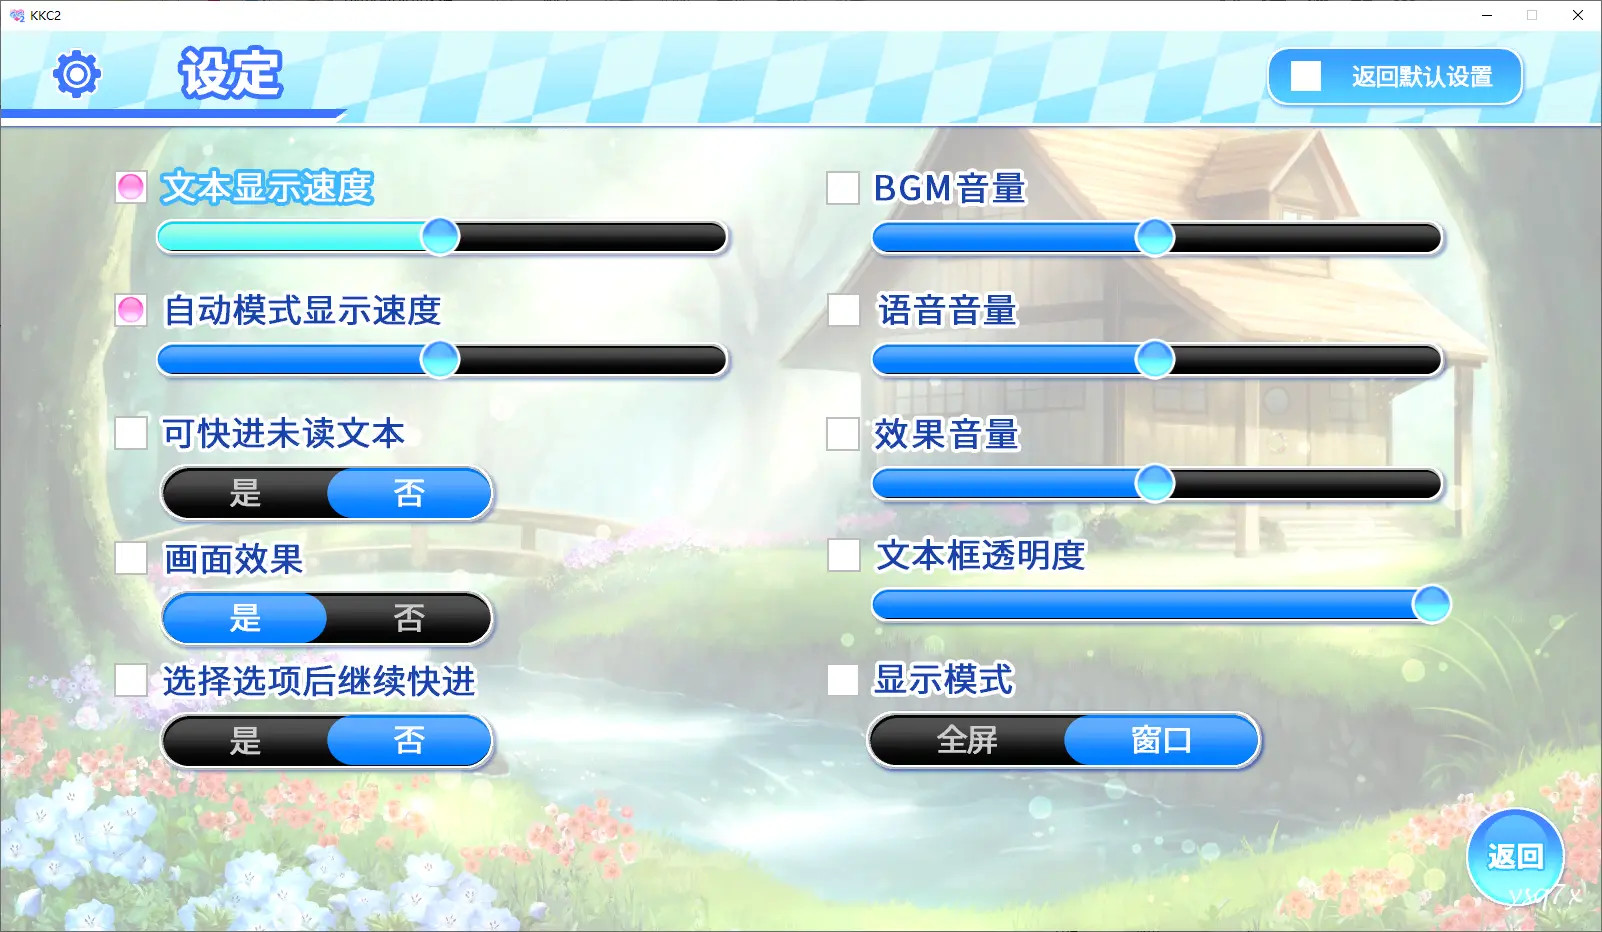 KKC2
设定
返回默认设置
文本显示速度
自动模式显示速度
可快进未读文本
是 否
画面效果
是 否
选择选项后继续快进
是 否
BGM音量
语音音量
效果音量
文本框透明度
显示模式
全屏 窗口
返回
ysq7x